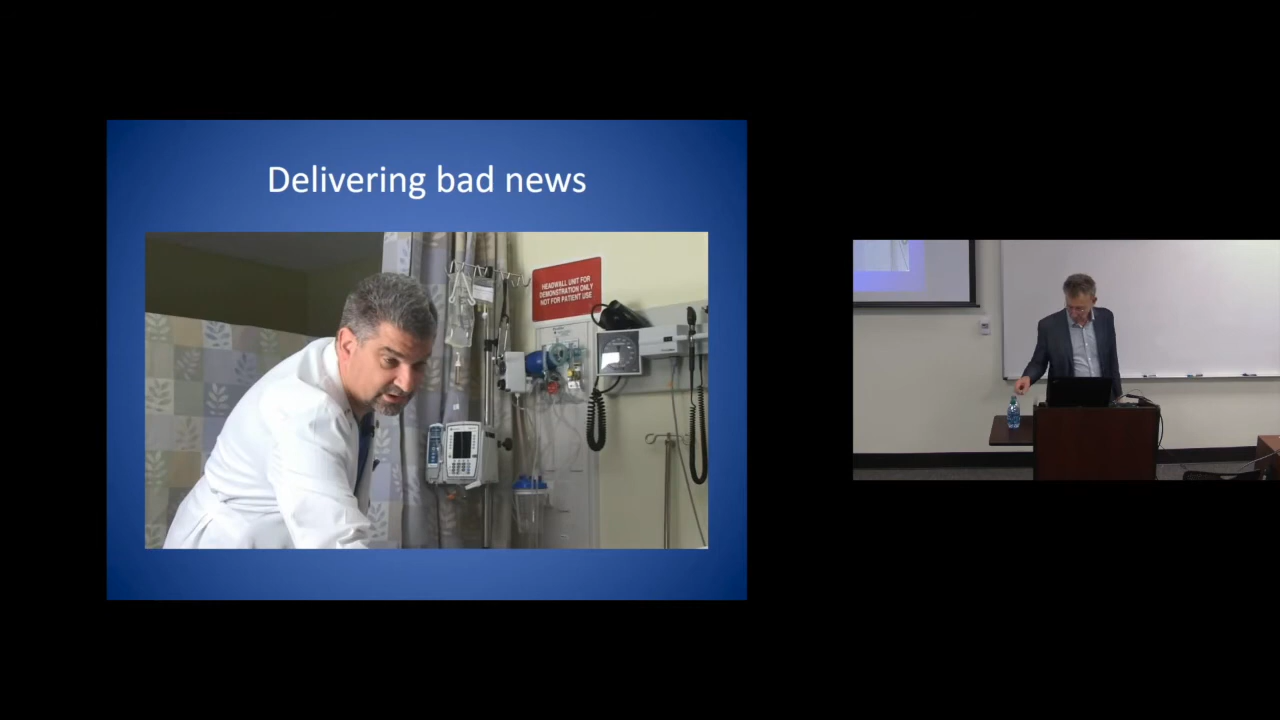 Delivering bad news
HEADWALL UNIT FOR
DEMONSTRATION ONLY
NOT FOR PATIENT USE